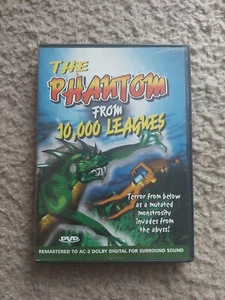 THE
PHANTOM
FROM
10,000 LEAGUES
Terror from below
as a mutated
monstrosity
invades from
the abyss!
DVD
REMASTERED TO AC-3 DOLBY DIGITAL FOR SURROUND SOUND